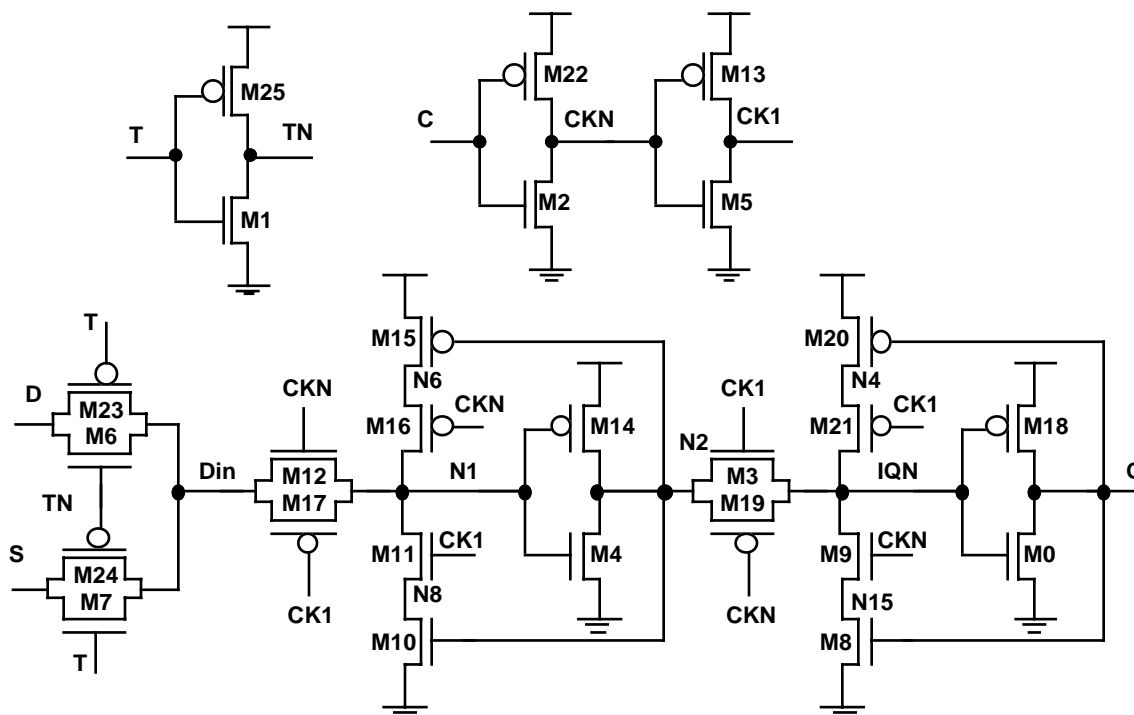 M25
T
TN
M1
M22
C
CKN
M2
M13
CK1
M5
T
D
M23
M6
TN
S
M24
M7
T
Din
CKN
M12
M17
CK1
M15
N6
M16
CKN
N1
M14
M11
CK1
N8
M10
M4
N2
CK1
M3
M19
CKN
M20
N4
M21
CK1
IQN
M18
M9
CKN
N15
M8
M0